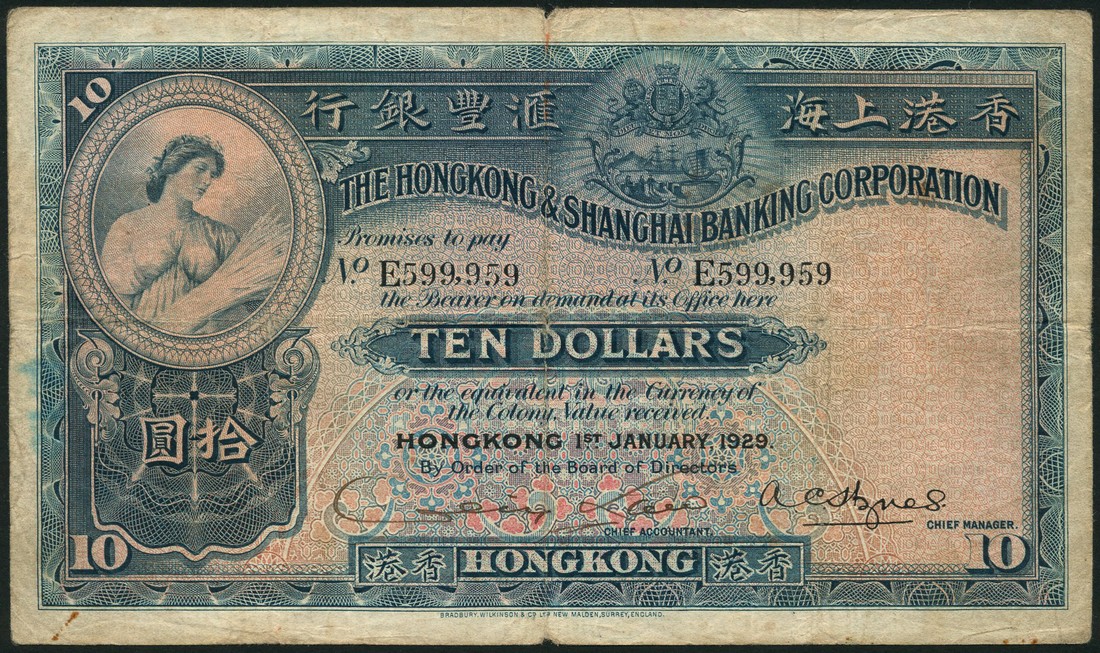 香港上海滙豐銀行
THE HONGKONG & SHANGHAI BANKING CORPORATION
10
Promises to pay
No. E599,959 No. E599,959
the Bearer on demand at its Office here
TEN DOLLARS
or the equivalent in the Currency of
the Colony, Value received.
HONGKONG 1ST JANUARY, 1929.
By Order of the Board of Directors
拾圓
A C Hynes.
CHIEF ACCOUNTANT.
CHIEF MANAGER.
10
香港 HONGKONG 香港
10
BRADBURY, WILKINSON & CO. LTD. NEW MALDEN, SURREY, ENGLAND.